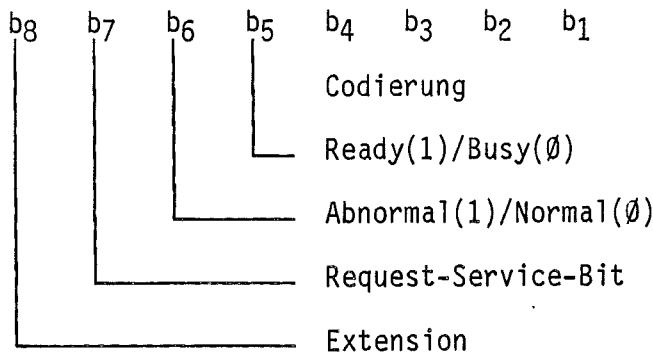 b8 b7 b6 b5 b4 b3 b2 b1
Codierung
Ready(1)/Busy(Ø)
Abnormal(1)/Normal(Ø)
Request-Service-Bit
Extension